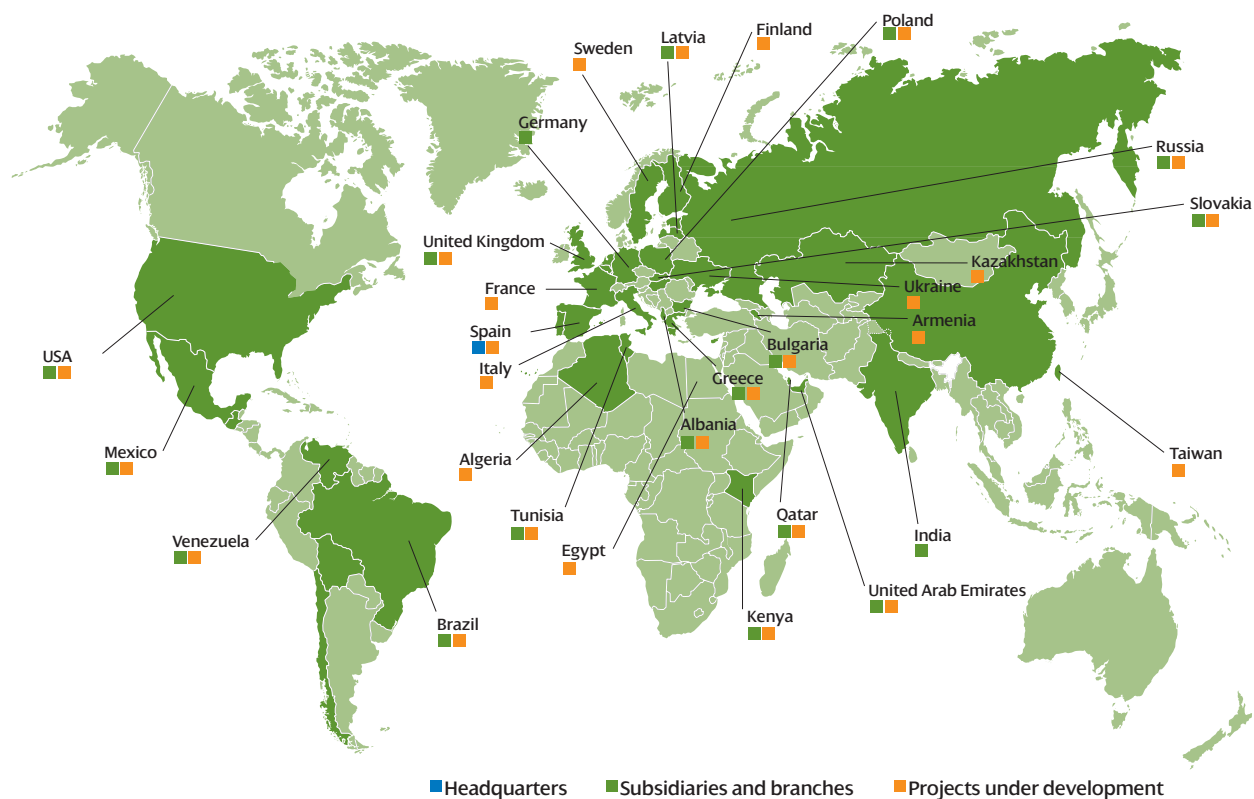 Poland
Finland
Latvia
Sweden
Germany
Russia
Slovakia
United Kingdom
Kazakhstan
France
Ukraine
Armenia
Spain
Bulgaria
USA
Italy
Greece
Albania
Mexico
Algeria
Taiwan
Tunisia
Qatar
Venezuela
Egypt
India
United Arab Emirates
Kenya
Brazil
Headquarters
Subsidiaries and branches
Projects under development